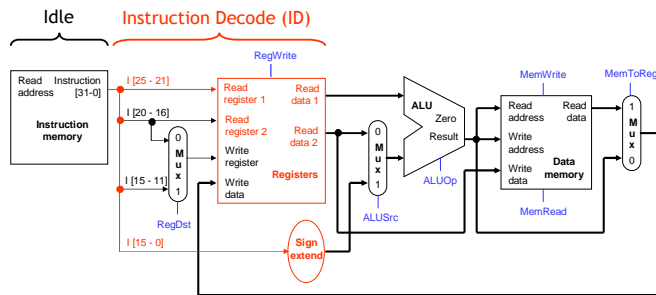 Idle
Instruction Decode (ID)
RegWrite
Read address
Instruction [31-0]
Instruction memory
I [25 - 21]
I [20 - 16]
I [15 - 11]
I [15 - 0]
0
M
u
x
1
RegDst
Read register 1
Read register 2
Write register
Write data
Read data 1
Read data 2
Registers
Sign extend
0
M
u
x
1
ALUSrc
ALU
Zero
Result
ALUOp
MemWrite
Read address
Write address
Write data
Read data
Data memory
MemRead
MemToReg
1
M
u
x
0